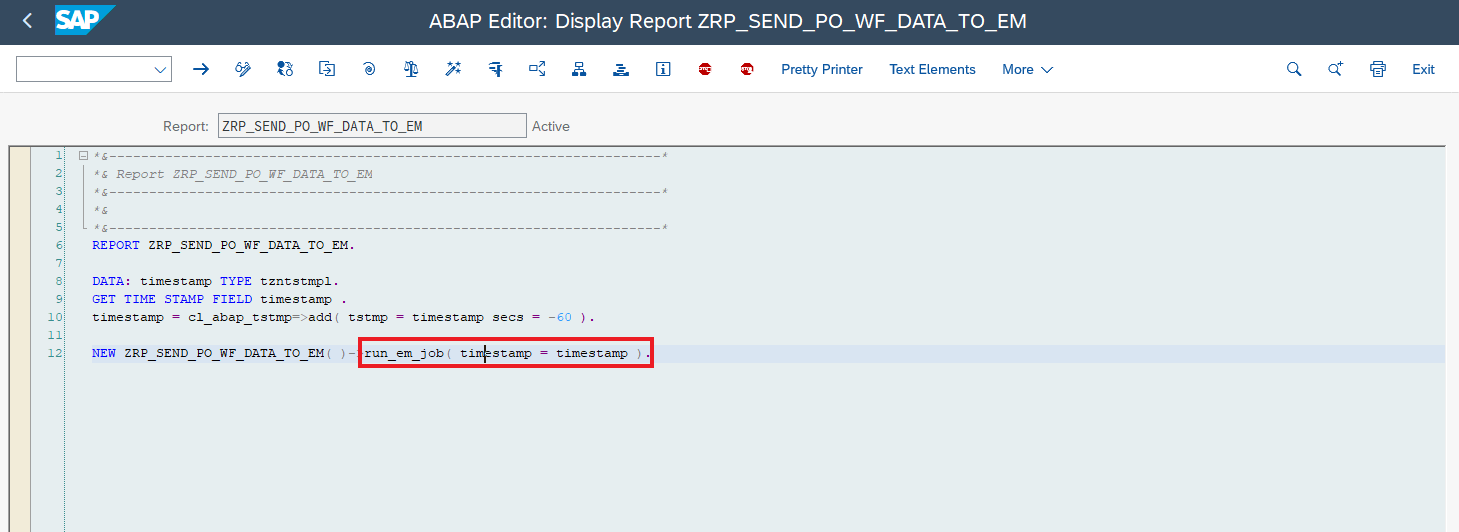 SAP ABAP Editor: Display Report ZRP_SEND_PO_WF_DATA_TO_EM
Pretty Printer Text Elements More Exit
Report: ZRP_SEND_PO_WF_DATA_TO_EM Active
1 *&---------------------------------------------------------------------*
2 *& Report ZRP_SEND_PO_WF_DATA_TO_EM
3 *&---------------------------------------------------------------------*
4 *&
5 *&---------------------------------------------------------------------*
6 REPORT ZRP_SEND_PO_WF_DATA_TO_EM.
7
8 DATA: timestamp TYPE tzntstmpl.
9 GET TIME STAMP FIELD timestamp .
10 timestamp = cl_abap_tstmp=>add( tstmp = timestamp secs = -60 ).
11
12 NEW ZRP_SEND_PO_WF_DATA_TO_EM( )->run_em_job( timestamp = timestamp ).